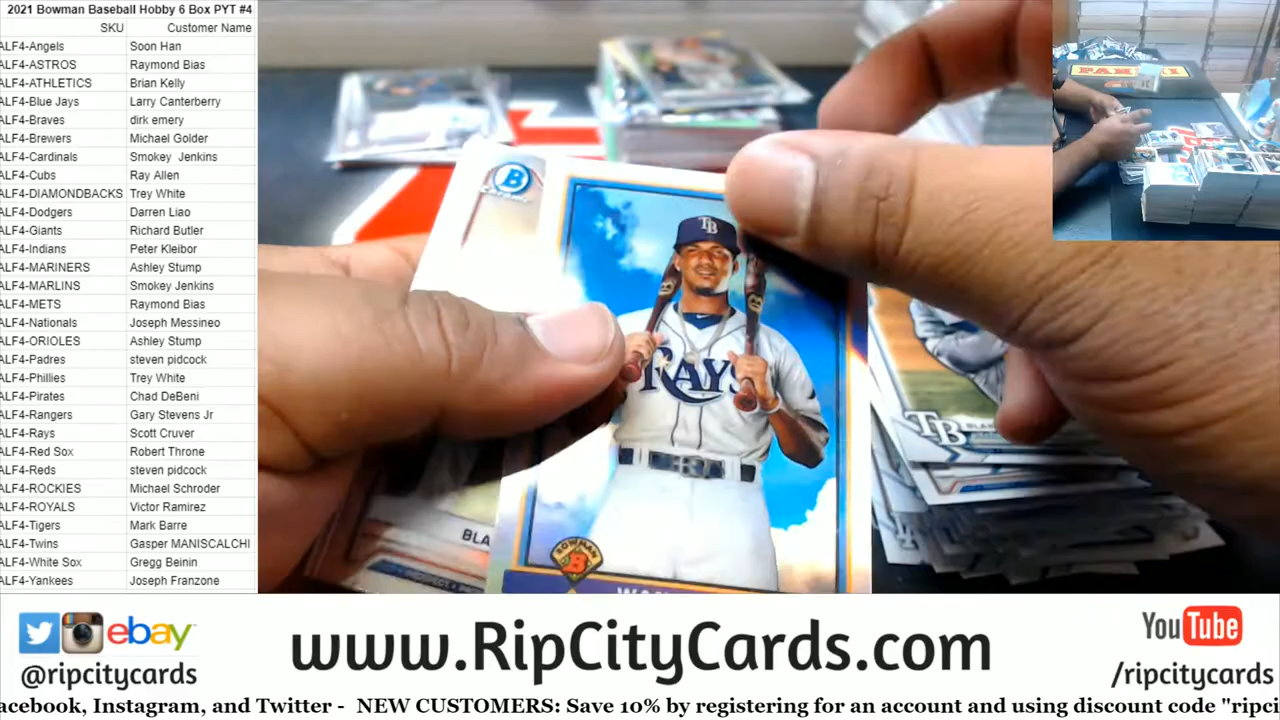 2021 Bowman Baseball Hobby 6 Box PYT #4
SKU Customer Name
ALF4-Angels Soon Han
ALF4-ASTROS Raymond Bias
ALF4-ATHLETICS Brian Kelly
ALF4-Blue Jays Larry Canterberry
ALF4-Braves dirk emery
ALF4-Brewers Michael Golder
ALF4-Cardinals Smokey Jenkins
ALF4-Cubs Ray Allen
ALF4-DIAMONDBACKS Trey White
ALF4-Dodgers Darren Liao
ALF4-Giants Richard Butler
ALF4-Indians Peter Kleibor
ALF4-MARINERS Ashley Stump
ALF4-MARLINS Smokey Jenkins
ALF4-METS Raymond Bias
ALF4-Nationals Joseph Messineo
ALF4-ORIOLES Ashley Stump
ALF4-Padres steven pidcock
ALF4-Phillies Trey White
ALF4-Pirates Chad DeBeni
ALF4-Rangers Gary Stevens Jr
ALF4-Rays Scott Cruver
ALF4-Red Sox Robert Throne
ALF4-Reds steven pidcock
ALF4-ROCKIES Michael Schroder
ALF4-ROYALS Victor Ramirez
ALF4-Tigers Mark Barre
ALF4-Twins Gasper MANISCALCHI
ALF4-White Sox Gregg Beinin
ALF4-Yankees Joseph Franzone
PANINI
B
CHROME
TB
RAYS
BOWMAN
B
BLA
TB
BLAK
ebay
@ripcitycards
www.RipCityCards.com
YouTube
/ripcitycards
acebook, Instagram, and Twitter - NEW CUSTOMERS: Save 10% by registering for an account and using discount code "ripci